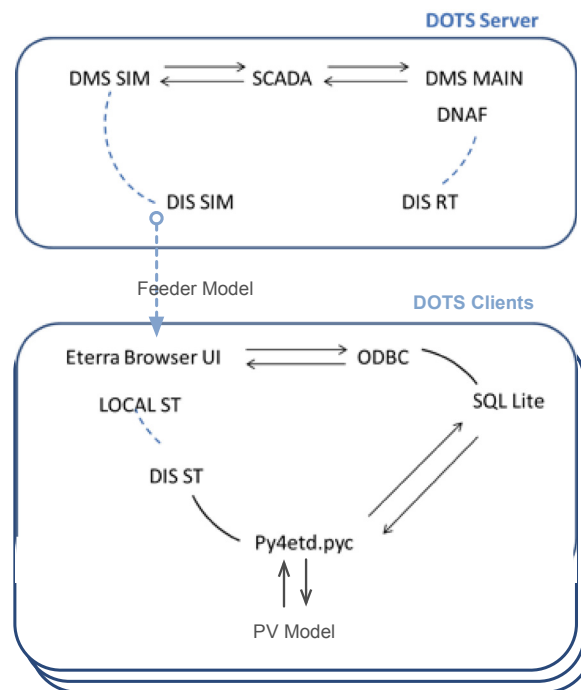 DOTS Server
DMS SIM
SCADA
DMS MAIN
DNAF
DIS SIM
DIS RT
Feeder Model
DOTS Clients
Eterra Browser UI
ODBC
LOCAL ST
SQL Lite
DIS ST
Py4etd.pyc
PV Model